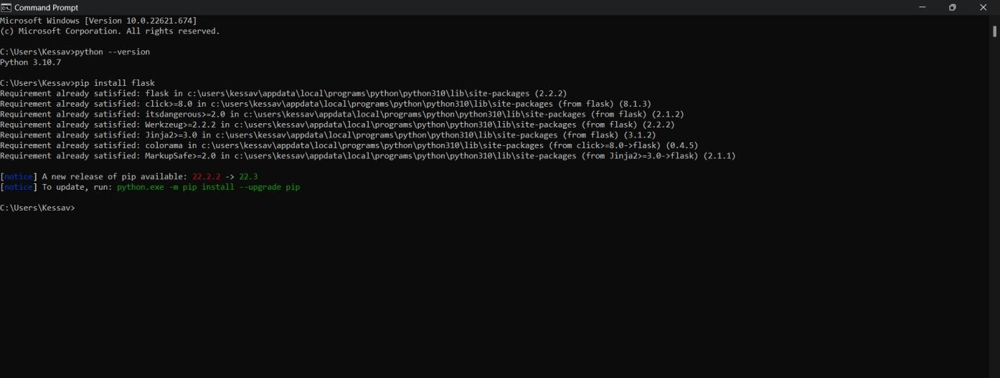 Command Prompt
Microsoft Windows [Version 10.0.22621.674]
(c) Microsoft Corporation. All rights reserved.
C:\Users\Kessav>python --version
Python 3.10.7
C:\Users\Kessav>pip install flask
Requirement already satisfied: flask in c:\users\kessav\appdata\local\programs\python\python310\lib\site-packages (2.2.2)
Requirement already satisfied: click>=8.0 in c:\users\kessav\appdata\local\programs\python\python310\lib\site-packages (from flask) (8.1.3)
Requirement already satisfied: itsdangerous>=2.0 in c:\users\kessav\appdata\local\programs\python\python310\lib\site-packages (from flask) (2.1.2)
Requirement already satisfied: Werkzeug>=2.2.2 in c:\users\kessav\appdata\local\programs\python\python310\lib\site-packages (from flask) (2.2.2)
Requirement already satisfied: Jinja2>=3.0 in c:\users\kessav\appdata\local\programs\python\python310\lib\site-packages (from flask) (3.1.2)
Requirement already satisfied: colorama in c:\users\kessav\appdata\local\programs\python\python310\lib\site-packages (from click>=8.0->flask) (0.4.5)
Requirement already satisfied: MarkupSafe>=2.0 in c:\users\kessav\appdata\local\programs\python\python310\lib\site-packages (from Jinja2>=3.0->flask) (2.1.1)
[notice] A new release of pip available: 22.2.2 -> 22.3
[notice] To update, run: python.exe -m pip install --upgrade pip
C:\Users\Kessav>